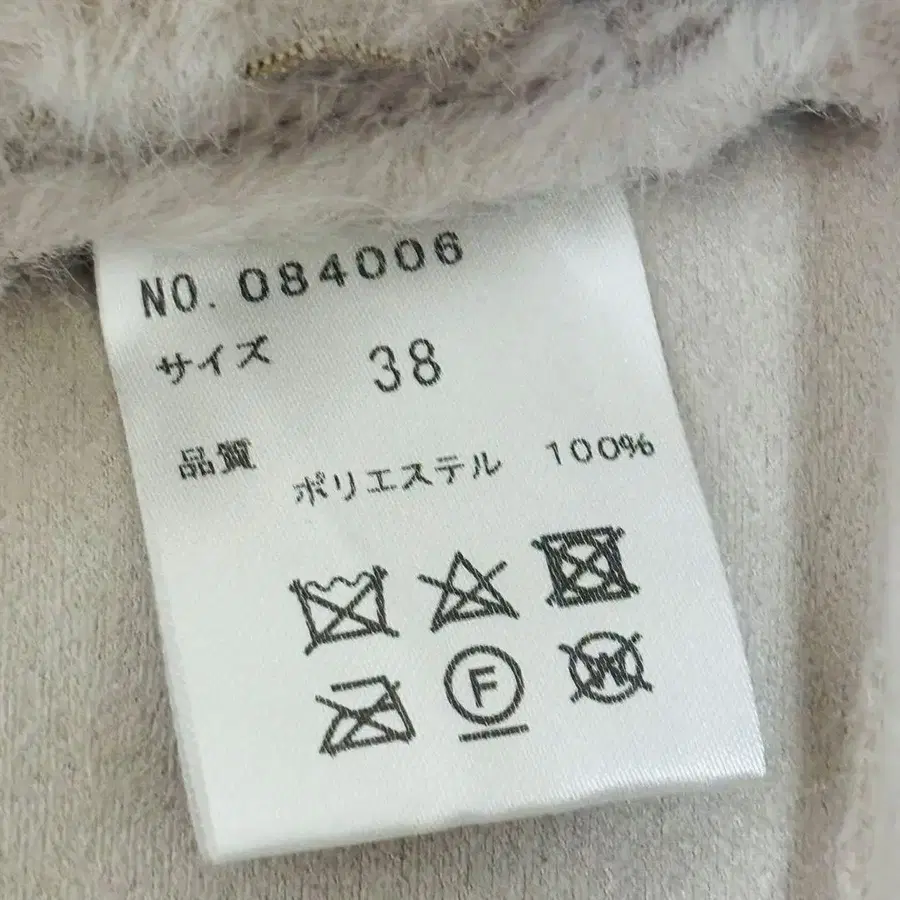 NO. 084006
サイズ 38
品質
ポリエステル 100%
F
W